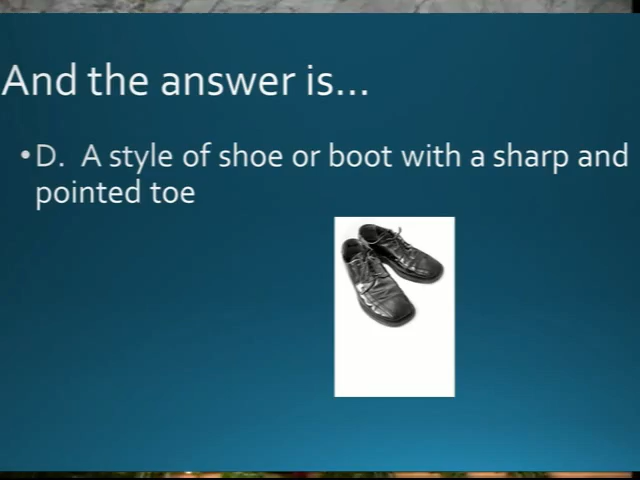 And the answer is...
•D. A style of shoe or boot with a sharp and
pointed toe